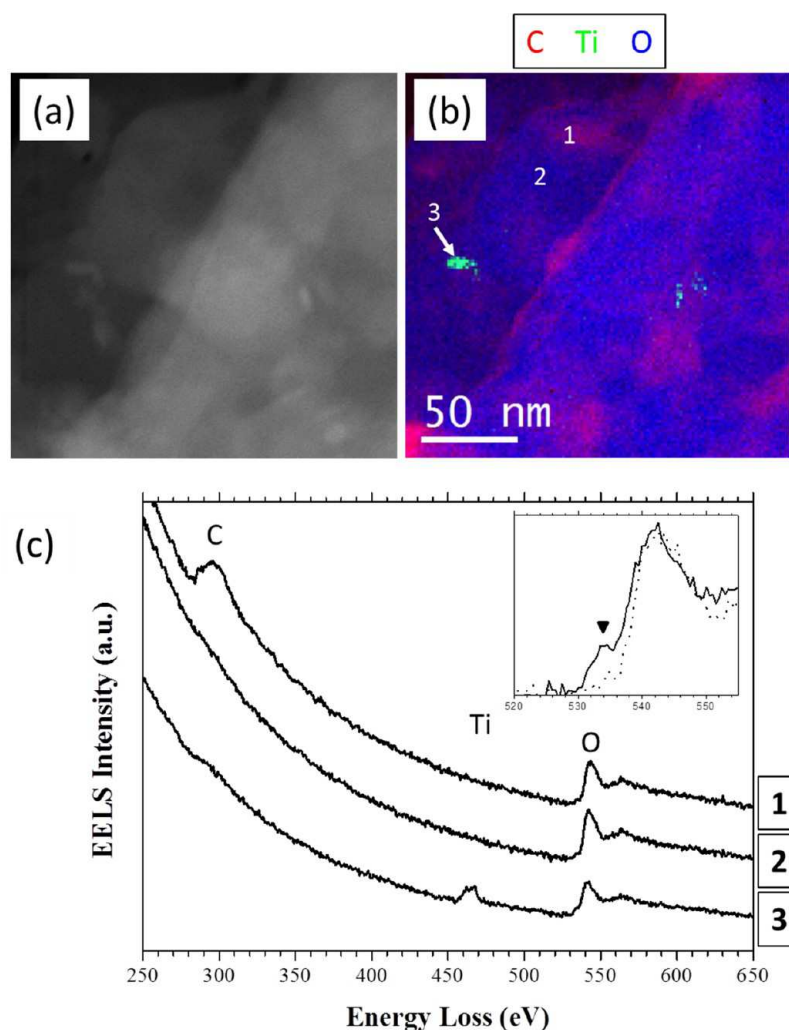 C Ti O
(a)
(b)
1
2
3
50 nm
(c)
C
Ti
O
520 530 540 550
1
2
3
EELS Intensity (a.u.)
250 300 350 400 450 500 550 600 650
Energy Loss (eV)